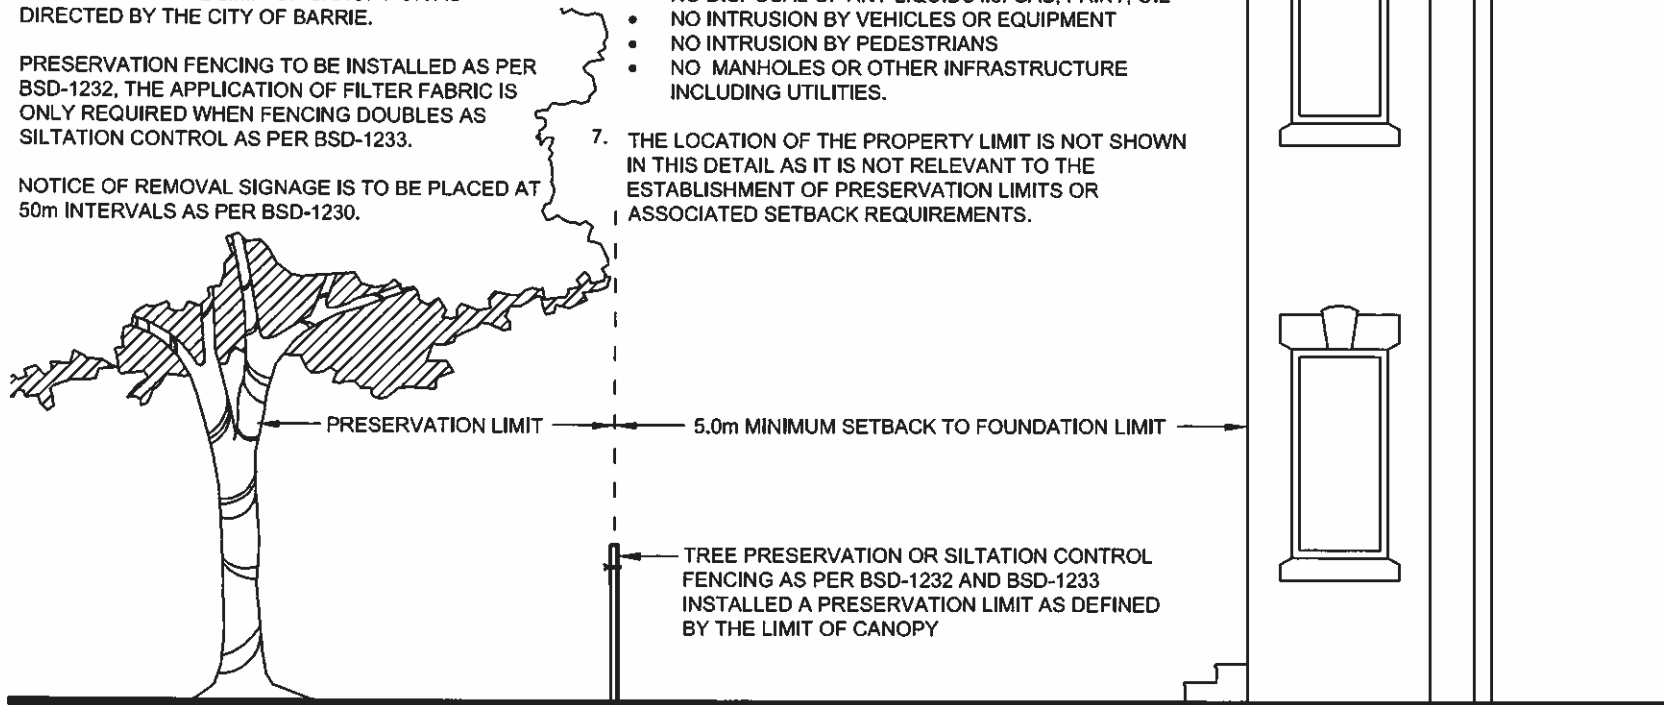 DIRECTED BY THE CITY OF BARRIE.
PRESERVATION FENCING TO BE INSTALLED AS PER
BSD-1232, THE APPLICATION OF FILTER FABRIC IS
ONLY REQUIRED WHEN FENCING DOUBLES AS
SILTATION CONTROL AS PER BSD-1233.
NOTICE OF REMOVAL SIGNAGE IS TO BE PLACED AT
50m INTERVALS AS PER BSD-1230.
• NO INTRUSION BY VEHICLES OR EQUIPMENT
• NO INTRUSION BY PEDESTRIANS
• NO MANHOLES OR OTHER INFRASTRUCTURE
INCLUDING UTILITIES.
7. THE LOCATION OF THE PROPERTY LIMIT IS NOT SHOWN
IN THIS DETAIL AS IT IS NOT RELEVANT TO THE
ESTABLISHMENT OF PRESERVATION LIMITS OR
ASSOCIATED SETBACK REQUIREMENTS.
PRESERVATION LIMIT
5.0m MINIMUM SETBACK TO FOUNDATION LIMIT
TREE PRESERVATION OR SILTATION CONTROL
FENCING AS PER BSD-1232 AND BSD-1233
INSTALLED A PRESERVATION LIMIT AS DEFINED
BY THE LIMIT OF CANOPY